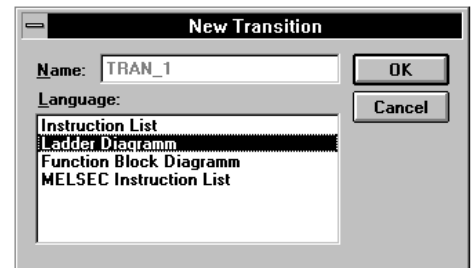 New Transition
Name: TRAN_1
OK
Language:
Cancel
Instruction List
Ladder Diagramm
Function Block Diagramm
MELSEC Instruction List